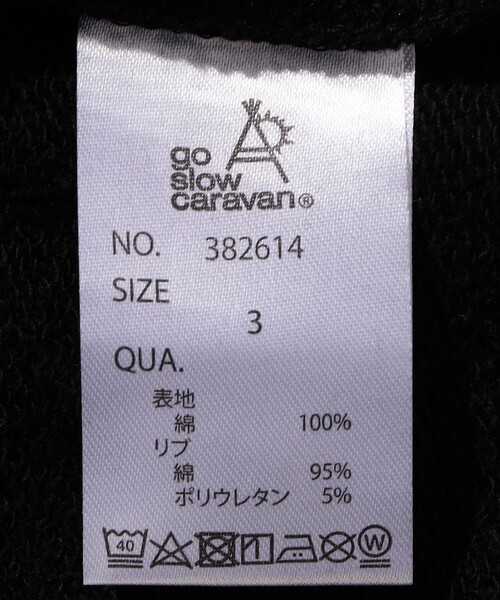 go
slow
caravan®
NO. 382614
SIZE
3
QUA.
表地
綿 100%
リブ
綿 95%
ポリウレタン 5%
40 W